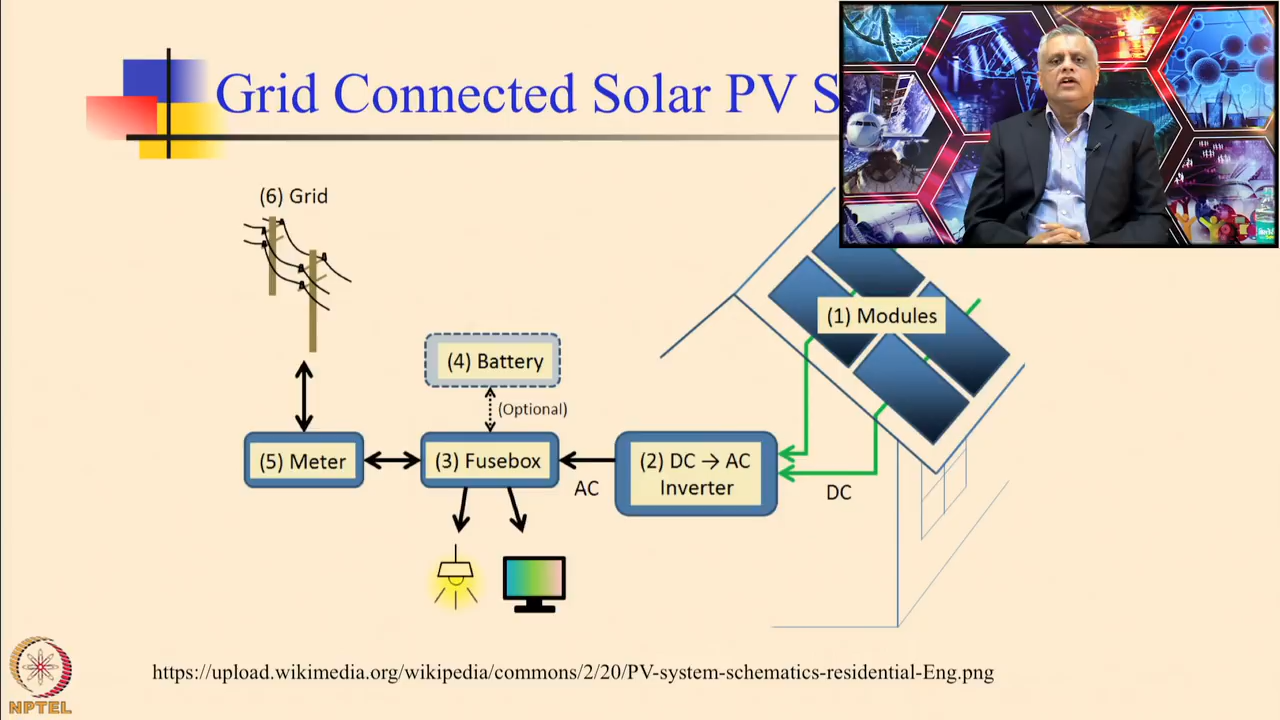 Grid Connected Solar PV S
(6) Grid
(1) Modules
(4) Battery
(Optional)
(5) Meter
(3) Fusebox
AC
(2) DC → AC
Inverter
DC
https://upload.wikimedia.org/wikipedia/commons/2/20/PV-system-schematics-residential-Eng.png
NPTEL